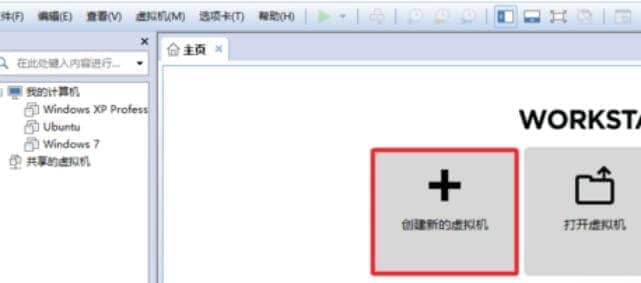 件(F) 编辑(E) 查看(V) 虚拟机(M) 选项卡(T) 帮助(H)
主页
在此处键入内容进行...
我的计算机
Windows XP Profess
Ubuntu
Windows 7
共享的虚拟机
WORKSTA
创建新的虚拟机
打开虚拟机